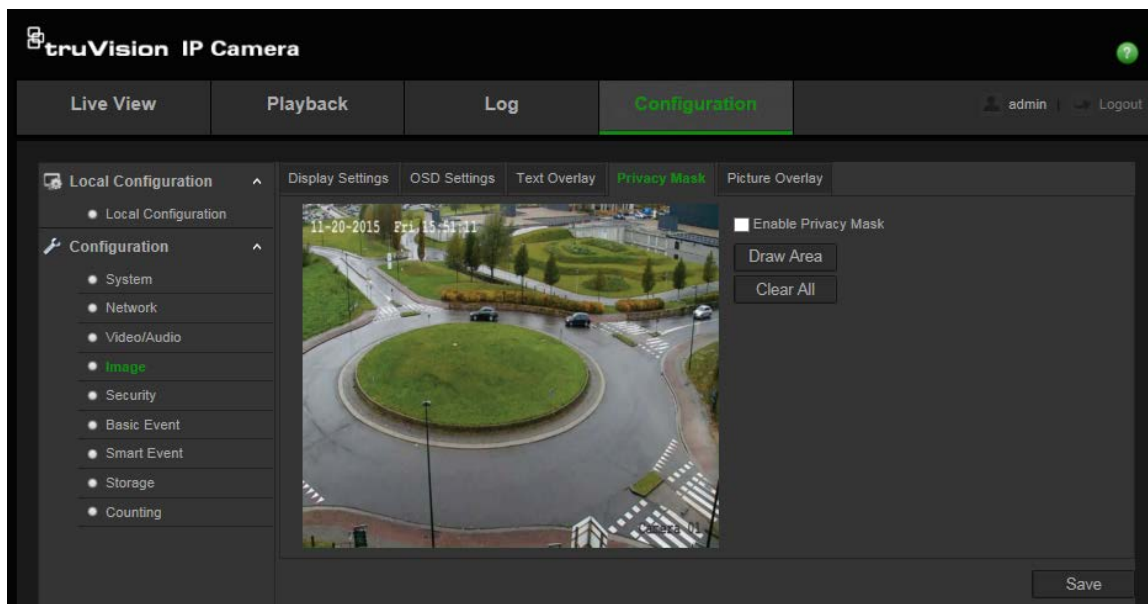 truVision IP Camera
?
Live View Playback Log Configuration admin | Logout
Local Configuration
Local Configuration
Configuration
System
Network
Video/Audio
Image
Security
Basic Event
Smart Event
Storage
Counting
Display Settings OSD Settings Text Overlay Privacy Mask Picture Overlay
11-20-2015 Fri 15:51:11
Camera 01
Enable Privacy Mask
Draw Area
Clear All
Save